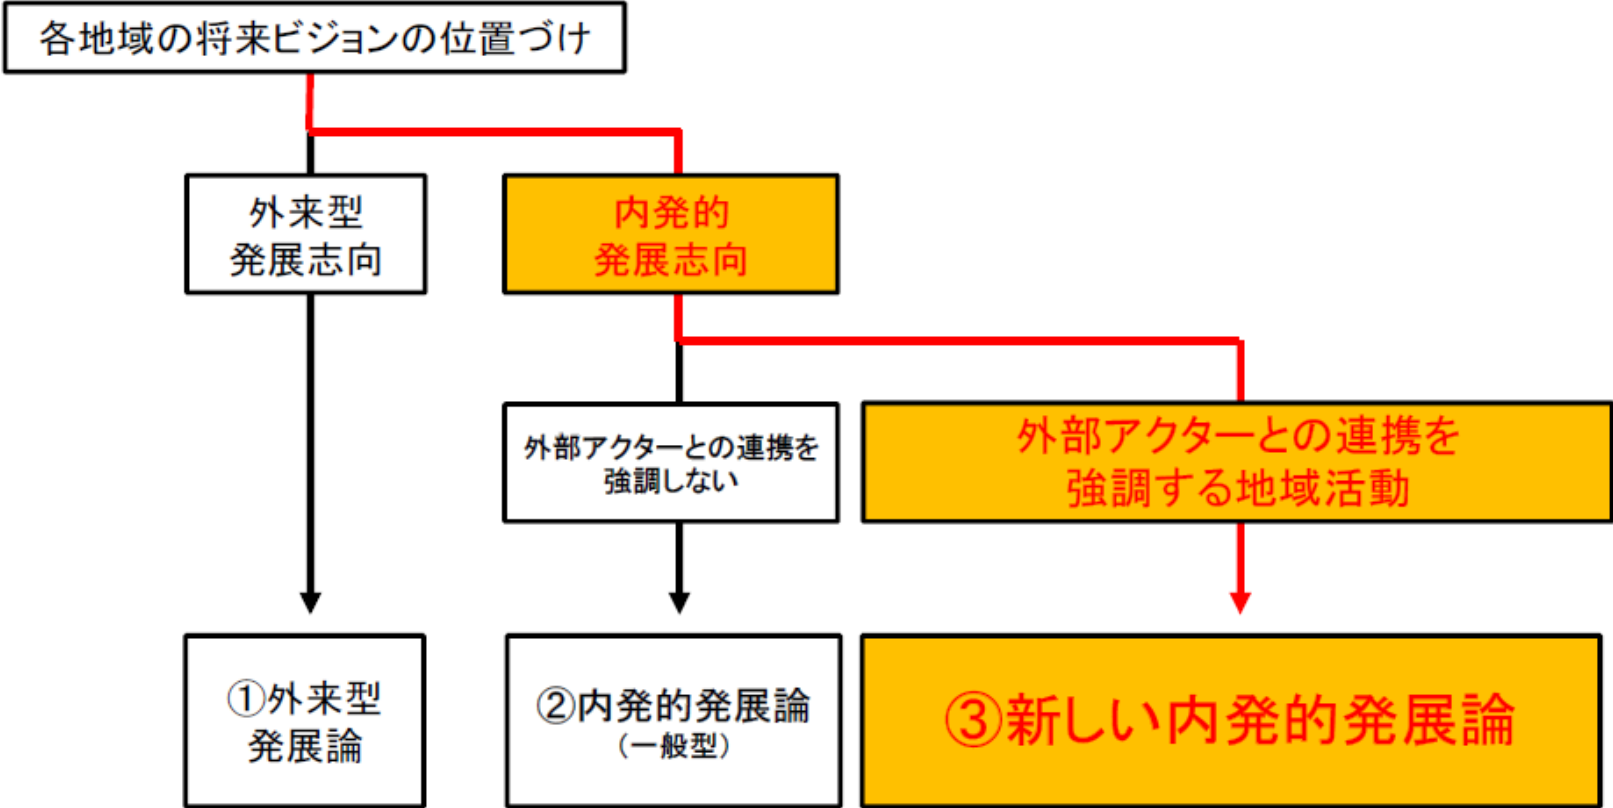 各地域の将来ビジョンの位置づけ
外来型
発展志向
内発的
発展志向
外部アクターとの連携を
強調しない
外部アクターとの連携を
強調する地域活動
①外来型
発展論
②内発的発展論
（一般型）
③新しい内発的発展論